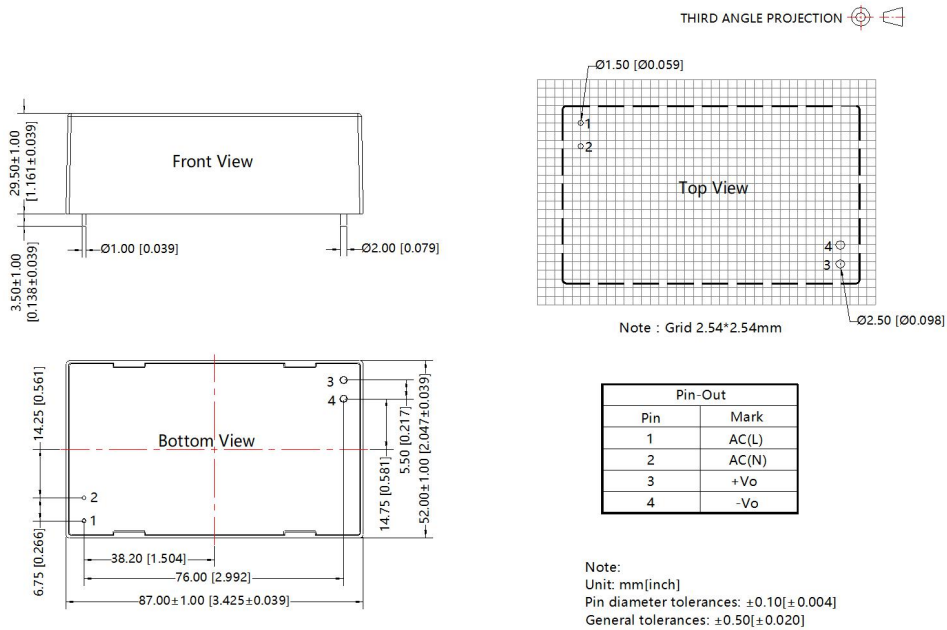 THIRD ANGLE PROJECTION
29.50±1.00
[1.161±0.039]
Front View
3.50±1.00
[0.138±0.039]
Ø1.00 [0.039]
Ø2.00 [0.079]
Ø1.50 [Ø0.059]
1
2
Top View
4
3
Ø2.50 [Ø0.098]
Note : Grid 2.54*2.54mm
14.25 [0.561]
6.75 [0.266]
Bottom View
3
4
2
1
5.50 [0.217]
14.75 [0.581]
52.00±1.00 [2.047±0.039]
38.20 [1.504]
76.00 [2.992]
87.00±1.00 [3.425±0.039]
Pin-Out
Pin Mark
1 AC(L)
2 AC(N)
3 +Vo
4 -Vo
Note:
Unit: mm[inch]
Pin diameter tolerances: ±0.10[±0.004]
General tolerances: ±0.50[±0.020]